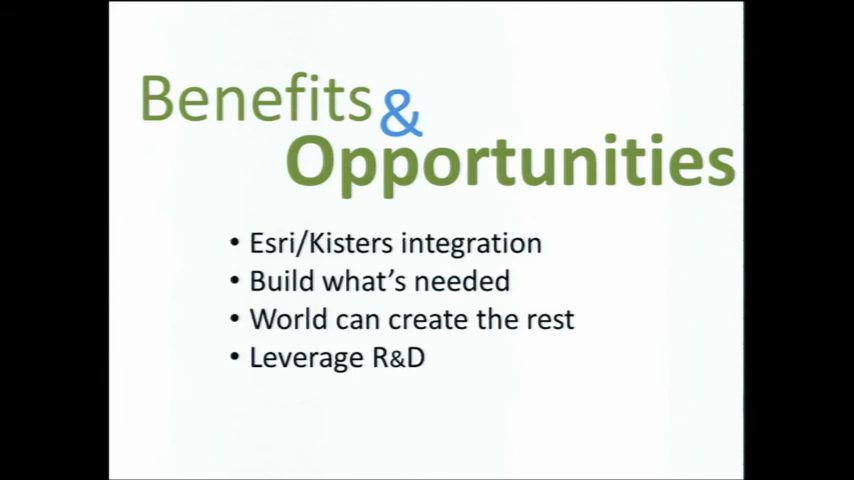 Benefits &
Opportunities
• Esri/Kisters integration
• Build what's needed
• World can create the rest
• Leverage R&D